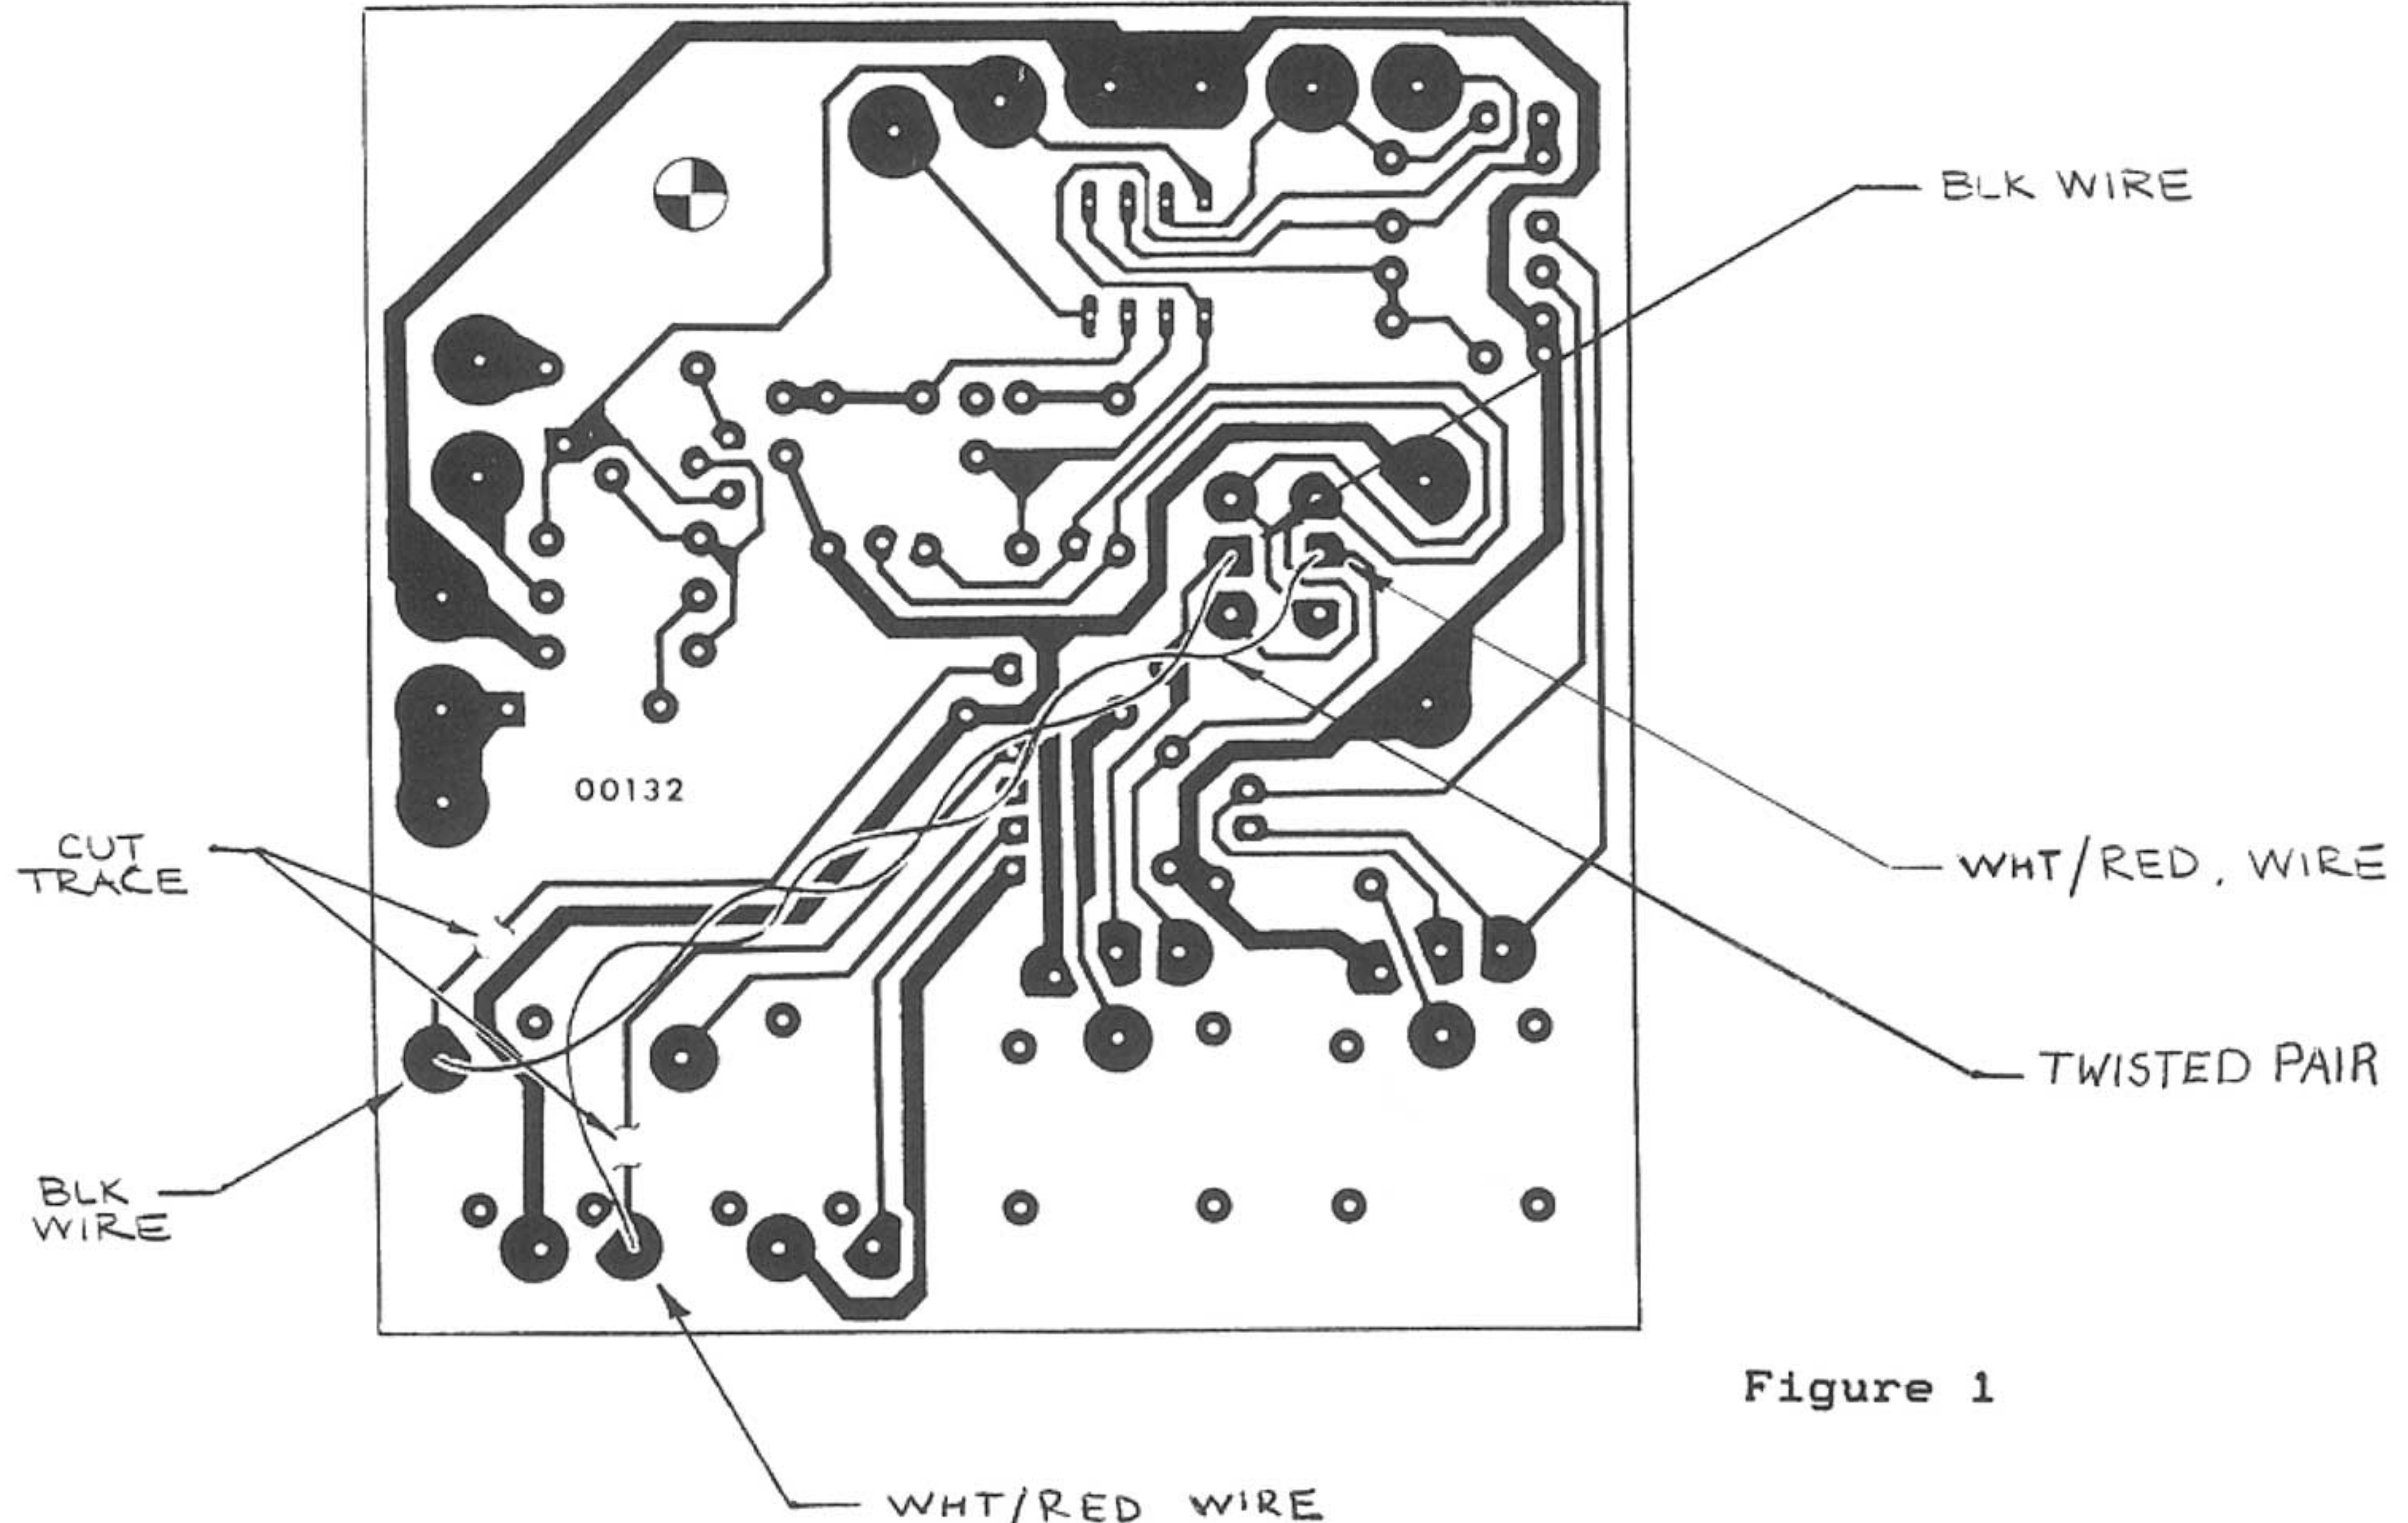 BLK WIRE
00132
CUT
TRACE
WHT/RED. WIRE
TWISTED PAIR
BLK
WIRE
Figure 1
WHT/RED WIRE